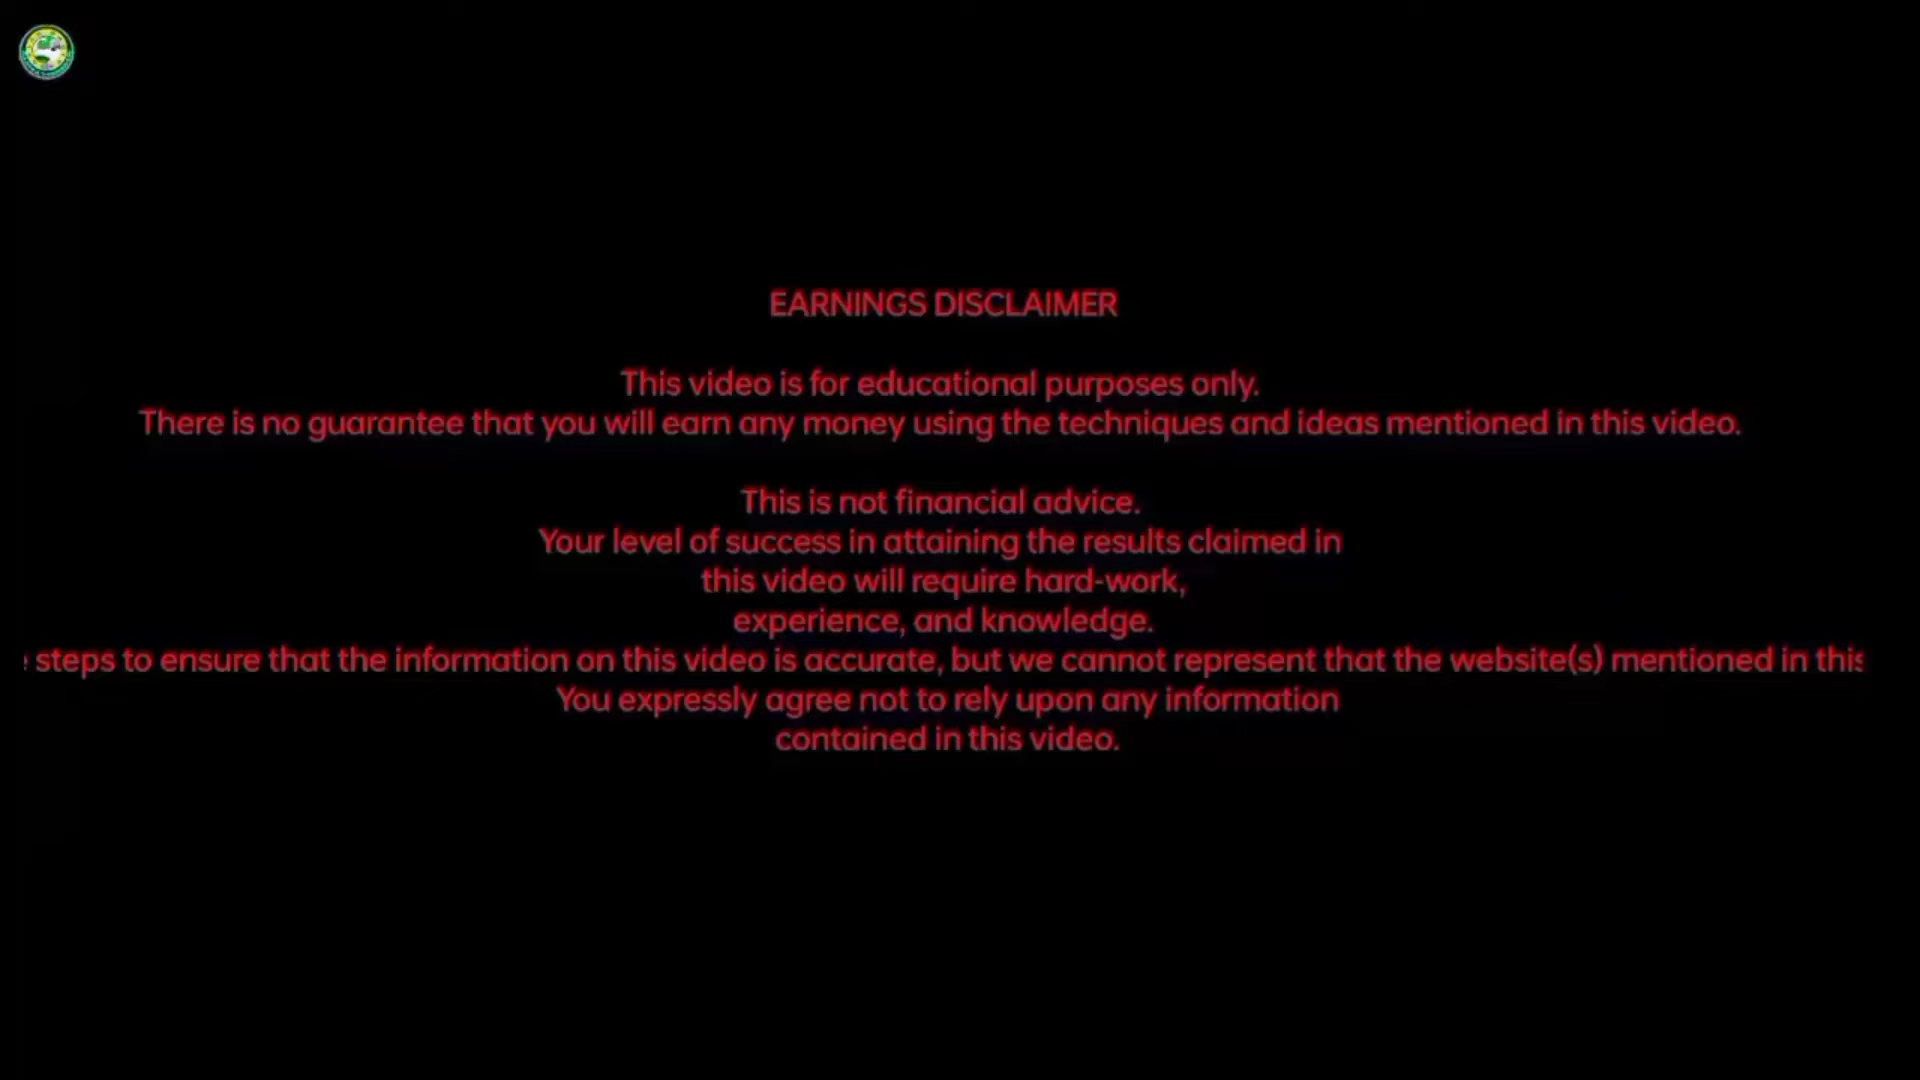 EARNINGS DISCLAIMER
This video is for educational purposes only.
There is no guarantee that you will earn any money using the techniques and ideas mentioned in this video.
This is not financial advice.
Your level of success in attaining the results claimed in
this video will require hard-work,
experience, and knowledge.
steps to ensure that the information on this video is accurate, but we cannot represent that the website(s) mentioned in this
You expressly agree not to rely upon any information
contained in this video.